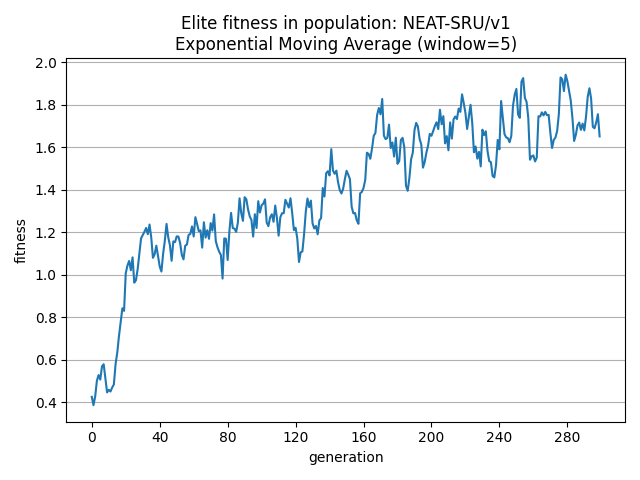 Elite fitness in population: NEAT-SRU/v1
Exponential Moving Average (window=5)
2.0
1.8
1.6
1.4
1.2
1.0
0.8
0.6
0.4
fitness
0 40 80 120 160 200 240 280
generation